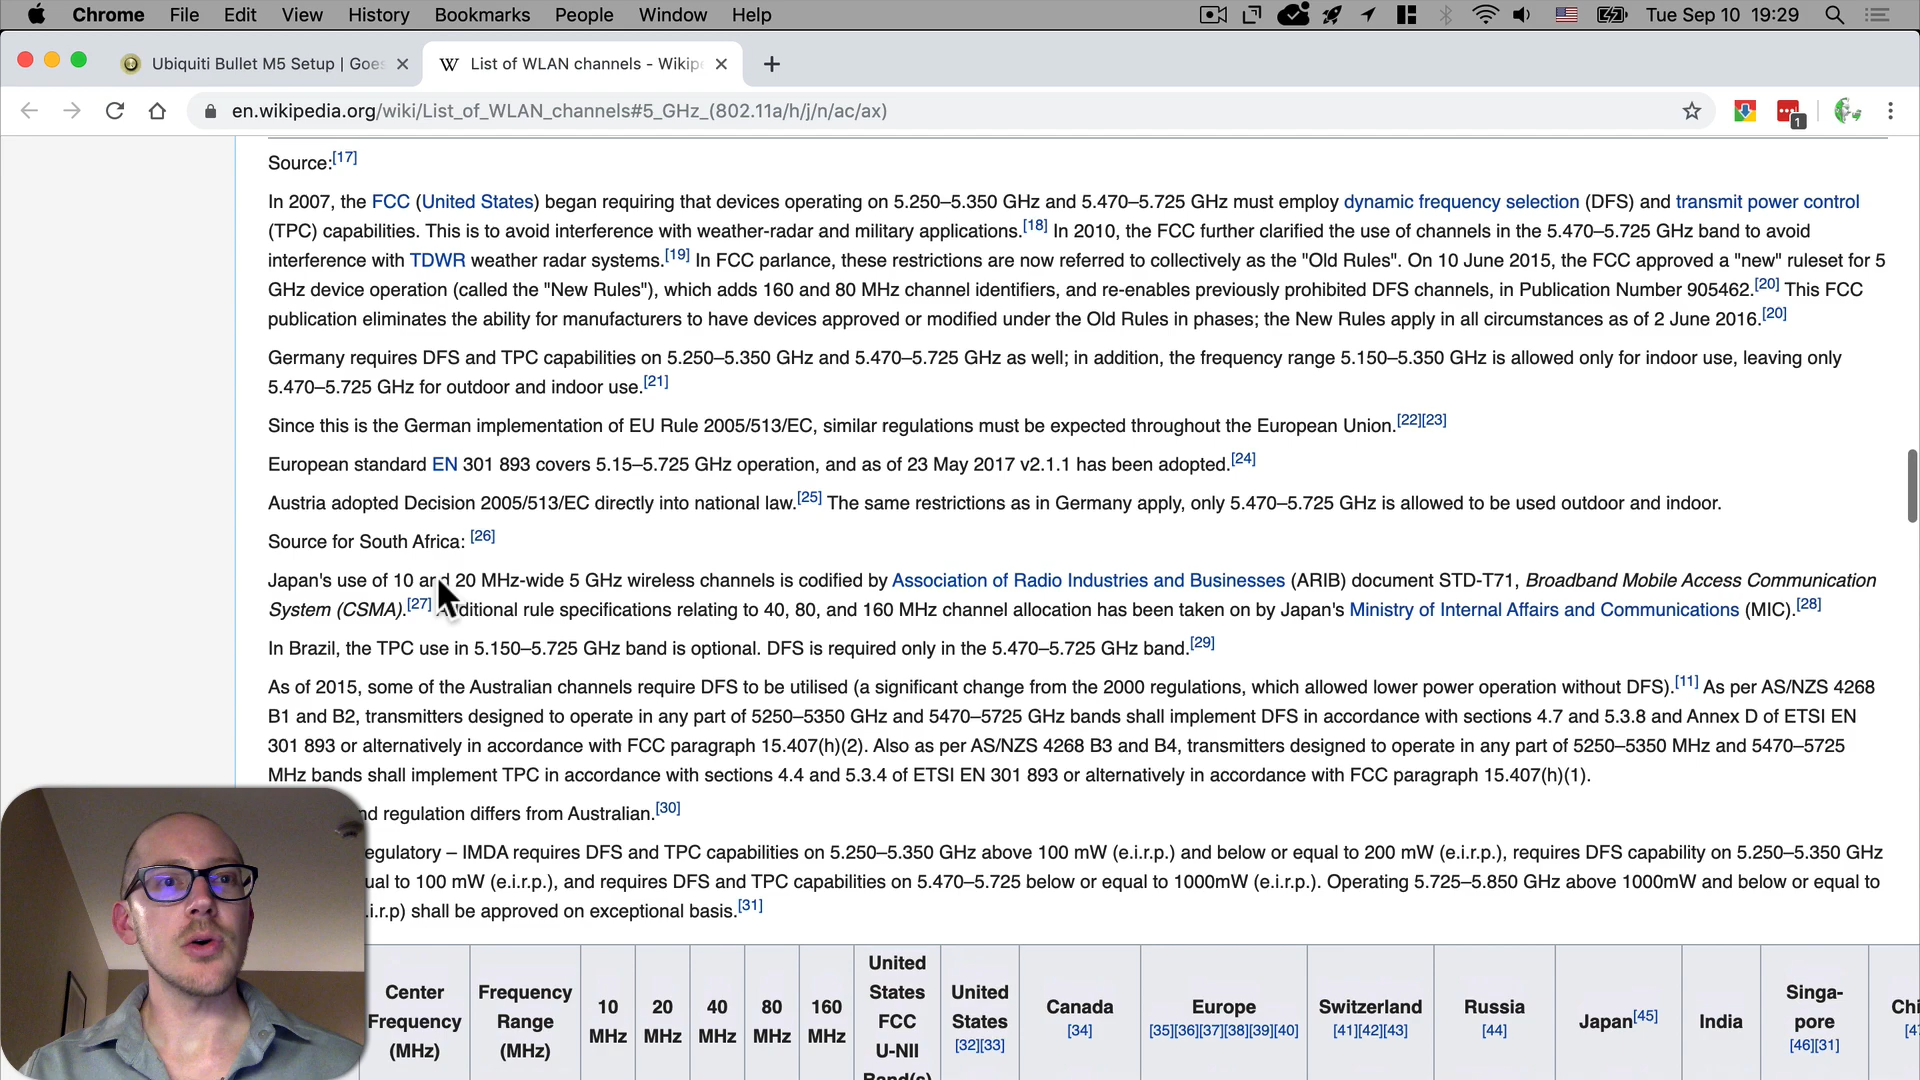 Chrome File Edit View History Bookmarks People Window Help Tue Sep 10 19:29
Ubiquiti Bullet M5 Setup | Goes
W List of WLAN channels - Wikip
en.wikipedia.org/wiki/List_of_WLAN_channels#5_GHz_(802.11a/h/j/n/ac/ax)
1
Source:[17]
In 2007, the FCC (United States) began requiring that devices operating on 5.250–5.350 GHz and 5.470–5.725 GHz must employ dynamic frequency selection (DFS) and transmit power control
(TPC) capabilities. This is to avoid interference with weather-radar and military applications.[18] In 2010, the FCC further clarified the use of channels in the 5.470–5.725 GHz band to avoid
interference with TDWR weather radar systems.[19] In FCC parlance, these restrictions are now referred to collectively as the "Old Rules". On 10 June 2015, the FCC approved a "new" ruleset for 5
GHz device operation (called the "New Rules"), which adds 160 and 80 MHz channel identifiers, and re-enables previously prohibited DFS channels, in Publication Number 905462.[20] This FCC
publication eliminates the ability for manufacturers to have devices approved or modified under the Old Rules in phases; the New Rules apply in all circumstances as of 2 June 2016.[20]
Germany requires DFS and TPC capabilities on 5.250–5.350 GHz and 5.470–5.725 GHz as well; in addition, the frequency range 5.150–5.350 GHz is allowed only for indoor use, leaving only
5.470–5.725 GHz for outdoor and indoor use.[21]
Since this is the German implementation of EU Rule 2005/513/EC, similar regulations must be expected throughout the European Union.[22][23]
European standard EN 301 893 covers 5.15–5.725 GHz operation, and as of 23 May 2017 v2.1.1 has been adopted.[24]
Austria adopted Decision 2005/513/EC directly into national law.[25] The same restrictions as in Germany apply, only 5.470–5.725 GHz is allowed to be used outdoor and indoor.
Source for South Africa: [26]
Japan's use of 10 and 20 MHz-wide 5 GHz wireless channels is codified by Association of Radio Industries and Businesses (ARIB) document STD-T71, Broadband Mobile Access Communication
System (CSMA).[27] Additional rule specifications relating to 40, 80, and 160 MHz channel allocation has been taken on by Japan's Ministry of Internal Affairs and Communications (MIC).[28]
In Brazil, the TPC use in 5.150–5.725 GHz band is optional. DFS is required only in the 5.470–5.725 GHz band.[29]
As of 2015, some of the Australian channels require DFS to be utilised (a significant change from the 2000 regulations, which allowed lower power operation without DFS).[11] As per AS/NZS 4268
B1 and B2, transmitters designed to operate in any part of 5250–5350 GHz and 5470–5725 GHz bands shall implement DFS in accordance with sections 4.7 and 5.3.8 and Annex D of ETSI EN
301 893 or alternatively in accordance with FCC paragraph 15.407(h)(2). Also as per AS/NZS 4268 B3 and B4, transmitters designed to operate in any part of 5250–5350 MHz and 5470–5725
MHz bands shall implement TPC in accordance with sections 4.4 and 5.3.4 of ETSI EN 301 893 or alternatively in accordance with FCC paragraph 15.407(h)(1).
nd regulation differs from Australian.[30]
egulatory – IMDA requires DFS and TPC capabilities on 5.250–5.350 GHz above 100 mW (e.i.r.p.) and below or equal to 200 mW (e.i.r.p.), requires DFS capability on 5.250–5.350 GHz
ual to 100 mW (e.i.r.p.), and requires DFS and TPC capabilities on 5.470–5.725 below or equal to 1000mW (e.i.r.p.). Operating 5.725–5.850 GHz above 1000mW and below or equal to
.i.r.p) shall be approved on exceptional basis.[31]
Center Frequency (MHz)
Frequency Range (MHz)
10 MHz
20 MHz
40 MHz
80 MHz
160 MHz
United States FCC U-NII Band(s)
United States [32][33]
Canada [34]
Europe [35][36][37][38][39][40]
Switzerland [41][42][43]
Russia [44]
Japan[45]
India
Singa-pore [46][31]
Chi [47